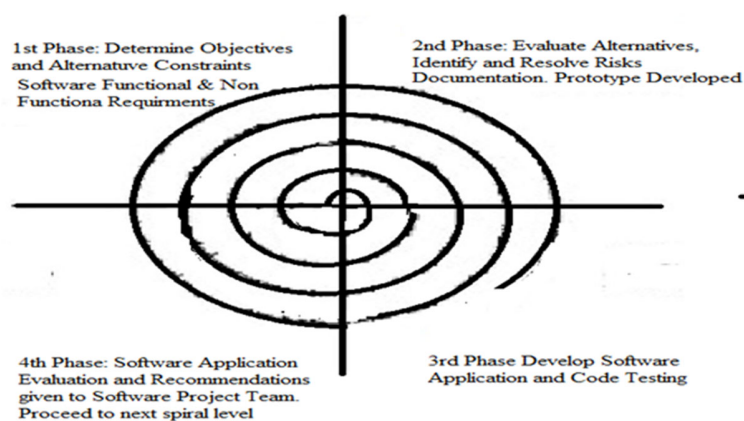 1st Phase: Determine Objectives
and Alternatuve Constraints
Software Functional & Non
Functiona Requirments
2nd Phase: Evaluate Alternatives,
Identify and Resolve Risks
Documentation. Prototype Developed
4th Phase: Software Application
Evaluation and Recommendations
given to Software Project Team.
Proceed to next spiral level
3rd Phase Develop Software
Application and Code Testing